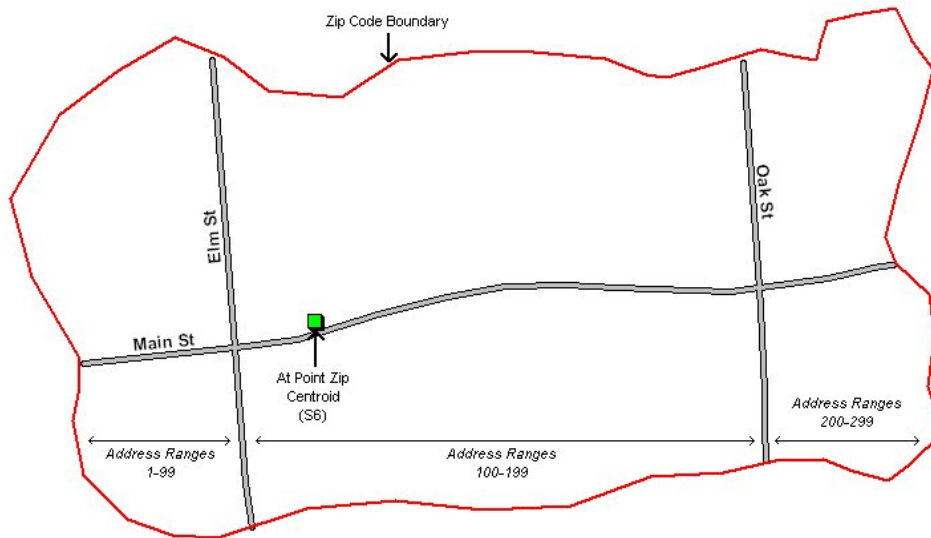 Zip Code Boundary
Elm St
Oak St
Main St
At Point Zip
Centroid
(S6)
Address Ranges
1-99
Address Ranges
100-199
Address Ranges
200-299